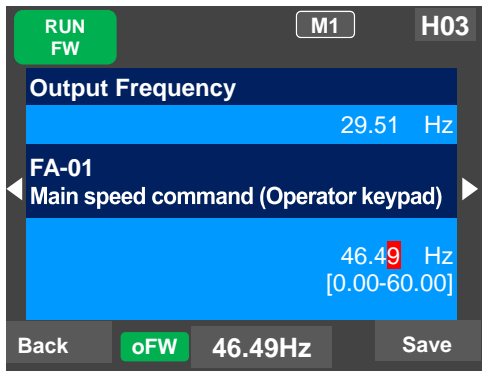 RUN
FW
M1
H03
Output Frequency
29.51 Hz
FA-01
Main speed command (Operator keypad)
46.49 Hz
[0.00-60.00]
Back
oFW
46.49Hz
Save